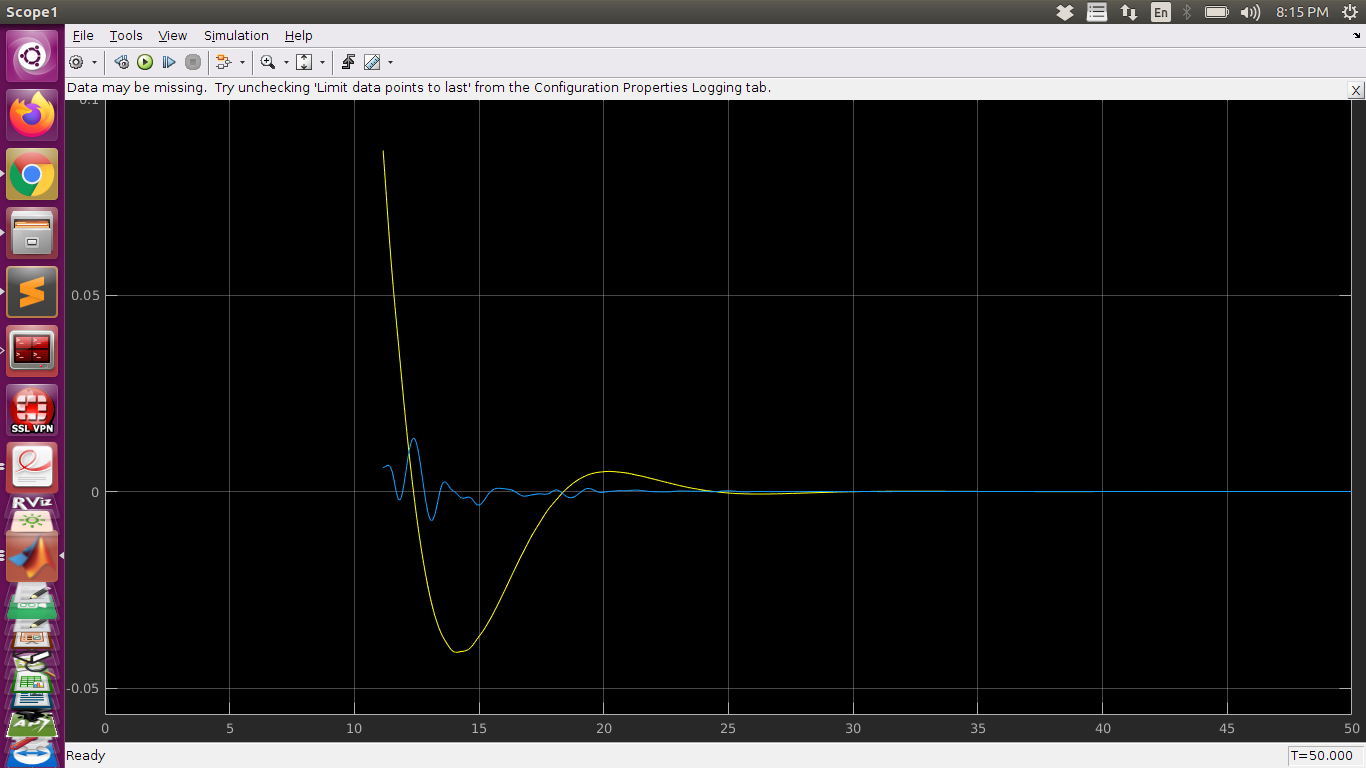 Scope1
En
8:15 PM
File Tools View Simulation Help
Data may be missing. Try unchecking 'Limit data points to last' from the Configuration Properties Logging tab.
X
0.1
0.05
0
-0.05
0 5 10 15 20 25 30 35 40 45 50
SSL VPN
RViz
Ready
T=50.000